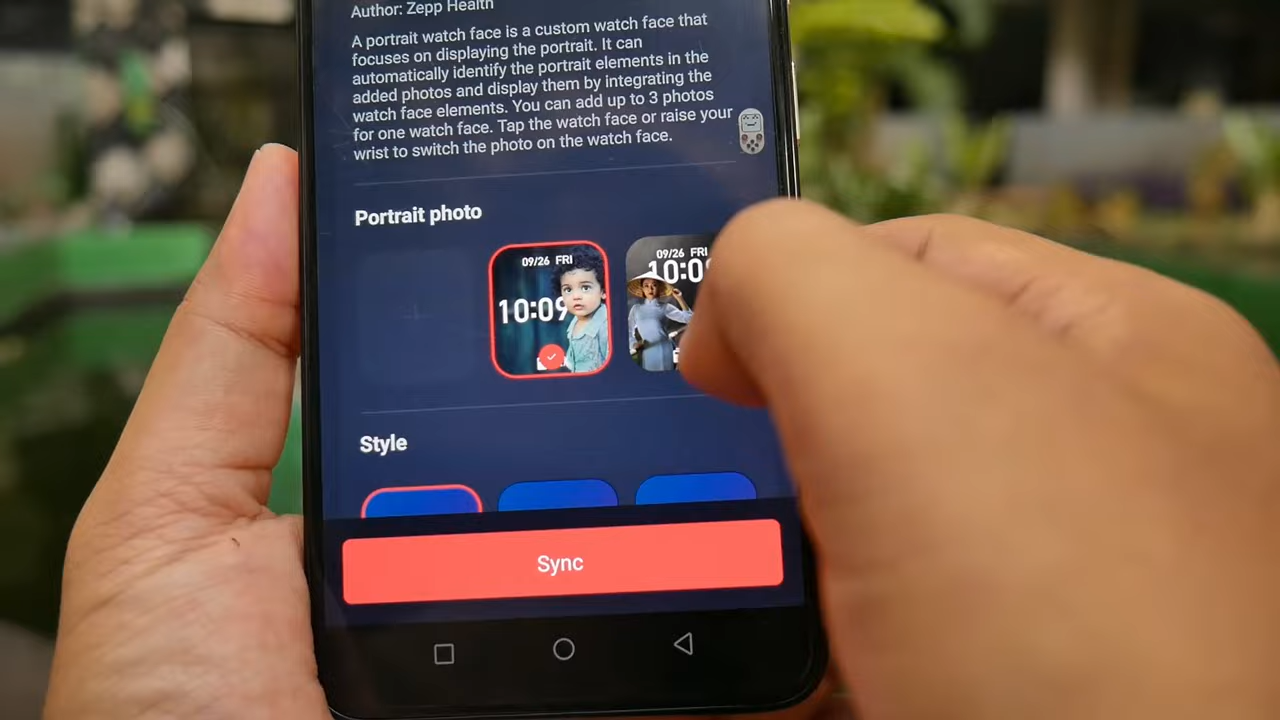 Author: Zepp Health
A portrait watch face is a custom watch face that
focuses on displaying the portrait. It can
automatically identify the portrait elements in the
added photos and display them by integrating the
watch face elements. You can add up to 3 photos
for one watch face. Tap the watch face or raise your
wrist to switch the photo on the watch face.
Portrait photo
09/26 FRI
10:09
09/26 FRI
10:09
Style
Sync